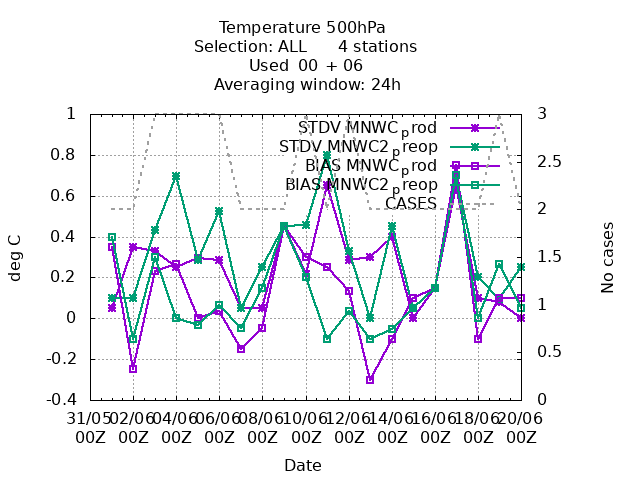 Temperature 500hPa
Selection: ALL 4 stations
Used 00 + 06
Averaging window: 24h
STDV MNWC_prod
STDV MNWC2_preop
BIAS MNWC_prod
BIAS MNWC2_preop
CASES
1
0.8
0.6
0.4
0.2
0
-0.2
-0.4
deg C
3
2.5
2
1.5
1
0.5
0
No cases
31/05 02/06 04/06 06/06 08/06 10/06 12/06 14/06 16/06 18/06 20/06
00Z 00Z 00Z 00Z 00Z 00Z 00Z 00Z 00Z 00Z 00Z
Date